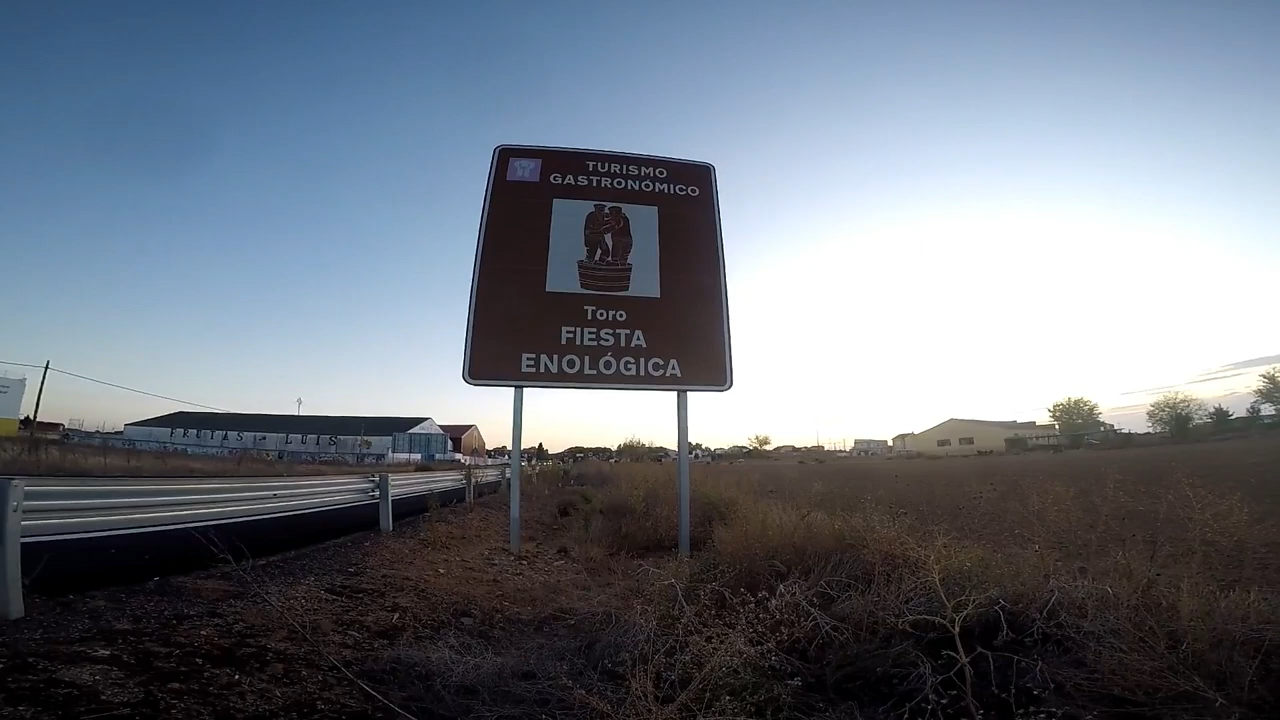 TURISMO
GASTRONÓMICO
Toro
FIESTA
ENOLÓGICA
FRUTAS LUIS